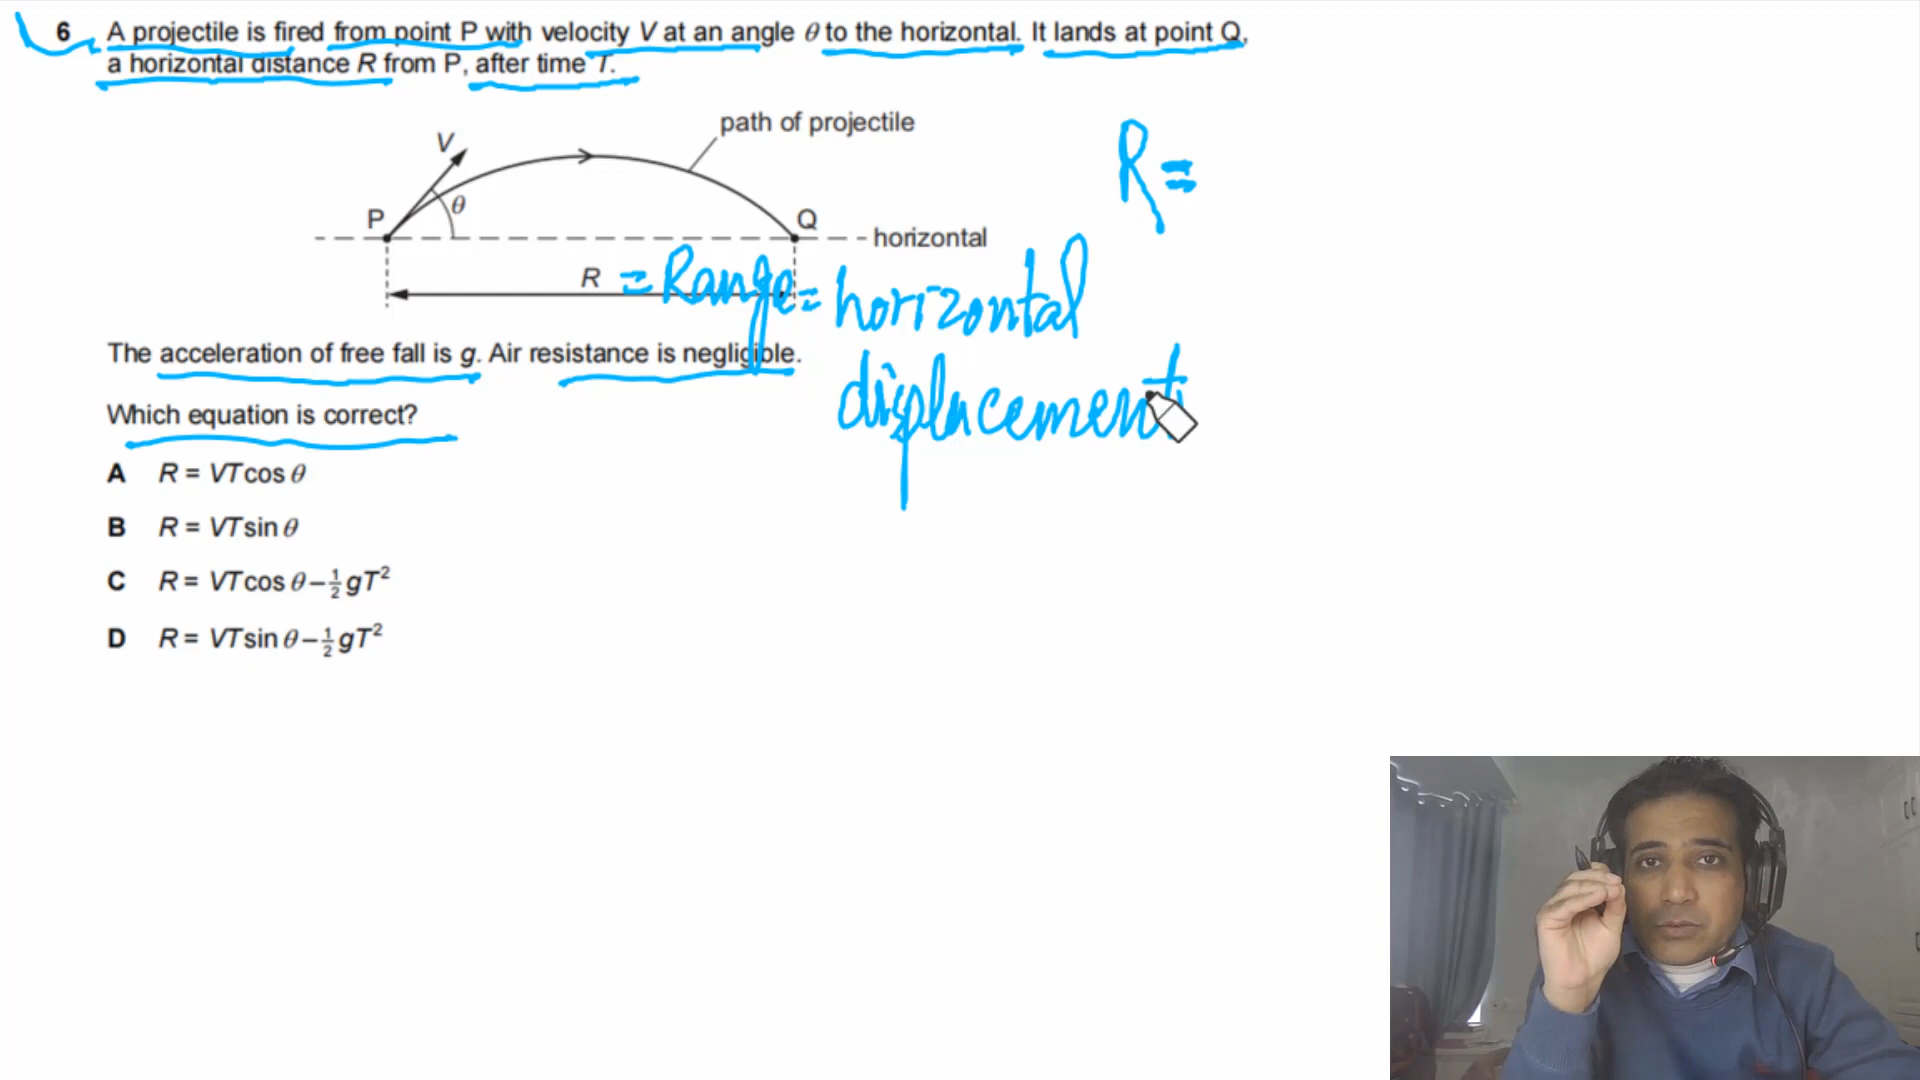 6 A projectile is fired from point P with velocity V at an angle θ to the horizontal. It lands at point Q,
a horizontal distance R from P, after time T.
path of projectile
V
R =
θ
P
Q
horizontal
R = Range = horizontal
displacement
The acceleration of free fall is g. Air resistance is negligible.
Which equation is correct?
A R = VT cos θ
B R = VT sin θ
C R = VT cos θ – ½gT²
D R = VT sin θ – ½gT²